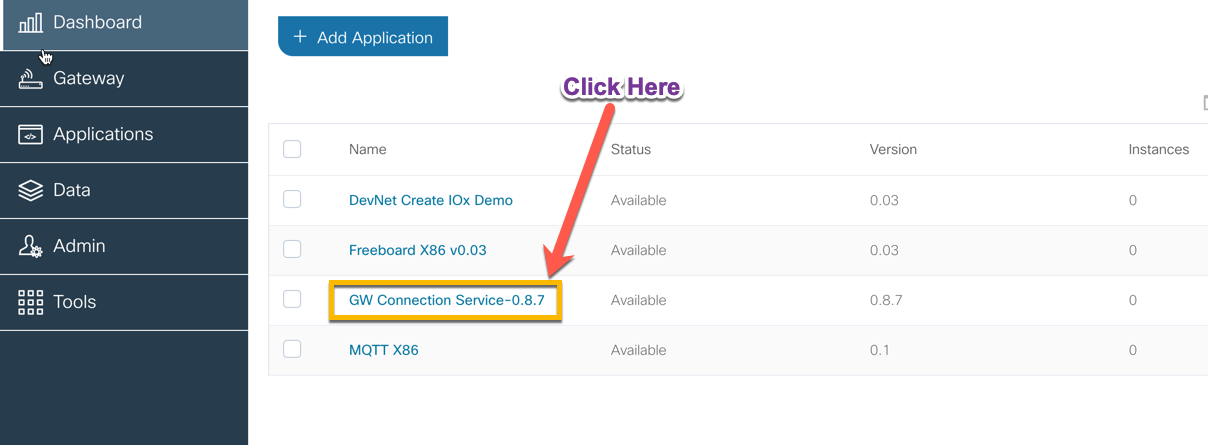 Dashboard
Gateway
Applications
Data
Admin
Tools
+ Add Application
Click Here
Name Status Version Instances
DevNet Create IOx Demo Available 0.03 0
Freeboard X86 v0.03 Available 0.03 0
GW Connection Service-0.8.7 Available 0.8.7 0
MQTT X86 Available 0.1 0